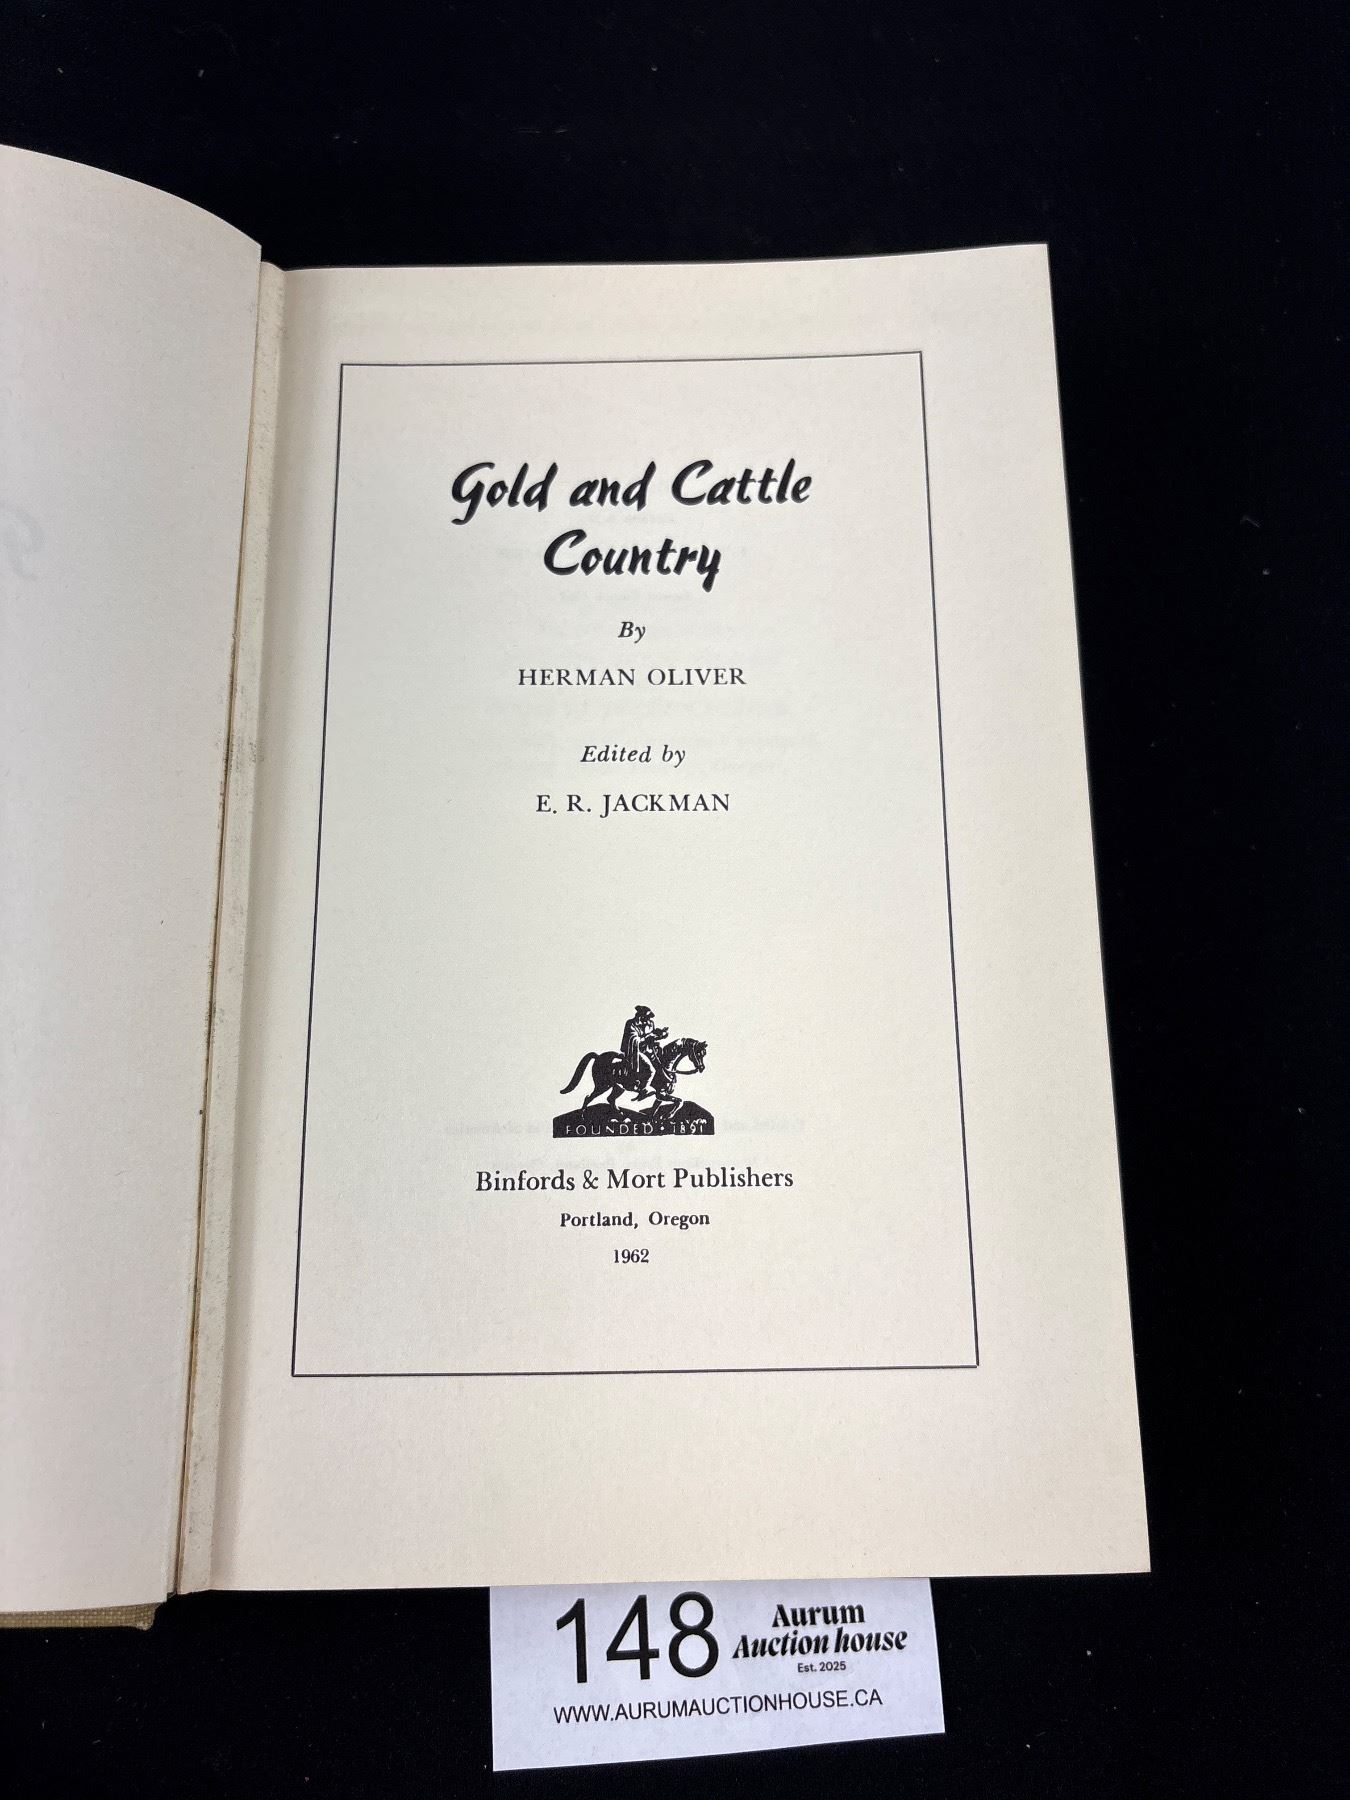 Gold and Cattle
Country
By
HERMAN OLIVER
Edited by
E. R. JACKMAN
FOUNDED • 1891
Binfords & Mort Publishers
Portland, Oregon
1962
148
Aurum
Auction house
Est. 2025
WWW.AURUMAUCTIONHOUSE.CA